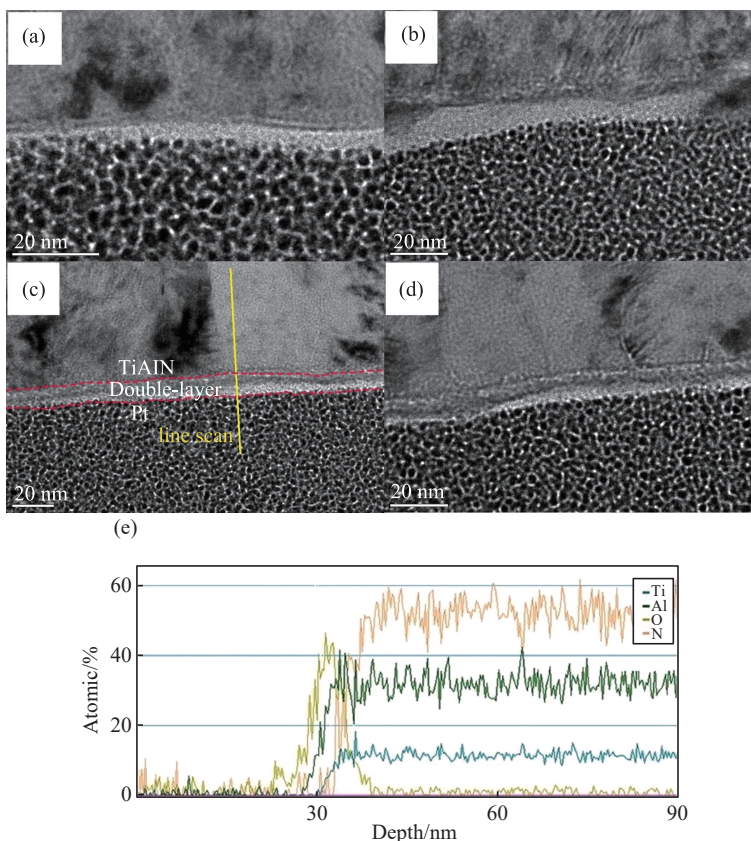 (a)
(b)
20 nm
20 nm
(c)
(d)
TiAlN
Double-layer
Pt
line scan
20 nm
20 nm
(e)
60
40
20
0
Atomic/%
Ti
Al
O
N
30
60
90
Depth/nm